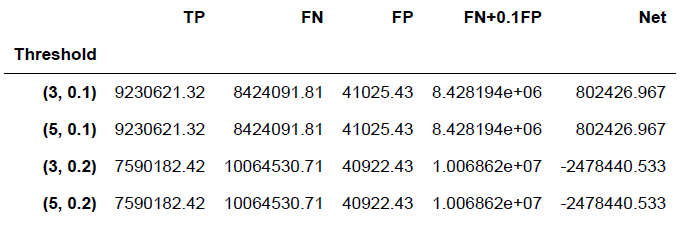 TP FN FP FN+0.1FP Net
Threshold
(3, 0.1) 9230621.32 8424091.81 41025.43 8.428194e+06 802426.967
(5, 0.1) 9230621.32 8424091.81 41025.43 8.428194e+06 802426.967
(3, 0.2) 7590182.42 10064530.71 40922.43 1.006862e+07 -2478440.533
(5, 0.2) 7590182.42 10064530.71 40922.43 1.006862e+07 -2478440.533